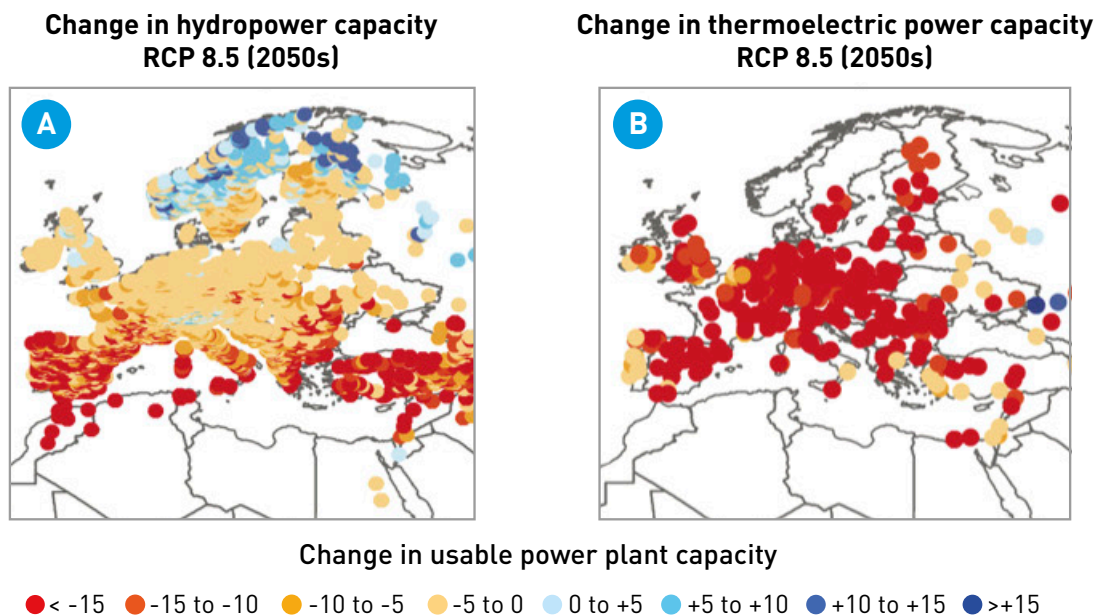 Change in hydropower capacity
RCP 8.5 (2050s)
Change in thermoelectric power capacity
RCP 8.5 (2050s)
A
B
Change in usable power plant capacity
< -15 -15 to -10 -10 to -5 -5 to 0 0 to +5 +5 to +10 +10 to +15 >+15